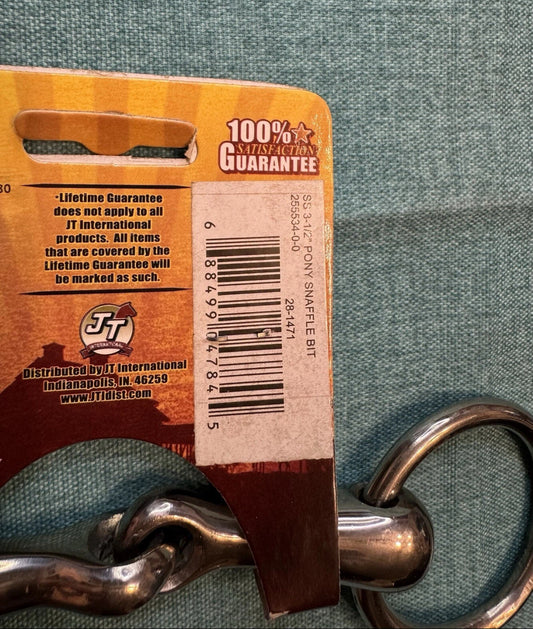 100%
SATISFACTION
GUARANTEE
30
•Lifetime Guarantee
does not apply to all
JT International
products. All items
that are covered by the
Lifetime Guarantee will
be marked as such.
JT
INTERNATIONAL
Distributed by JT International
Indianapolis, IN. 46259
www.JTIdist.com
SS 3-1/2" PONY SNAFFLE BIT
255534-0-0
28-1471
6 88499 04784 5